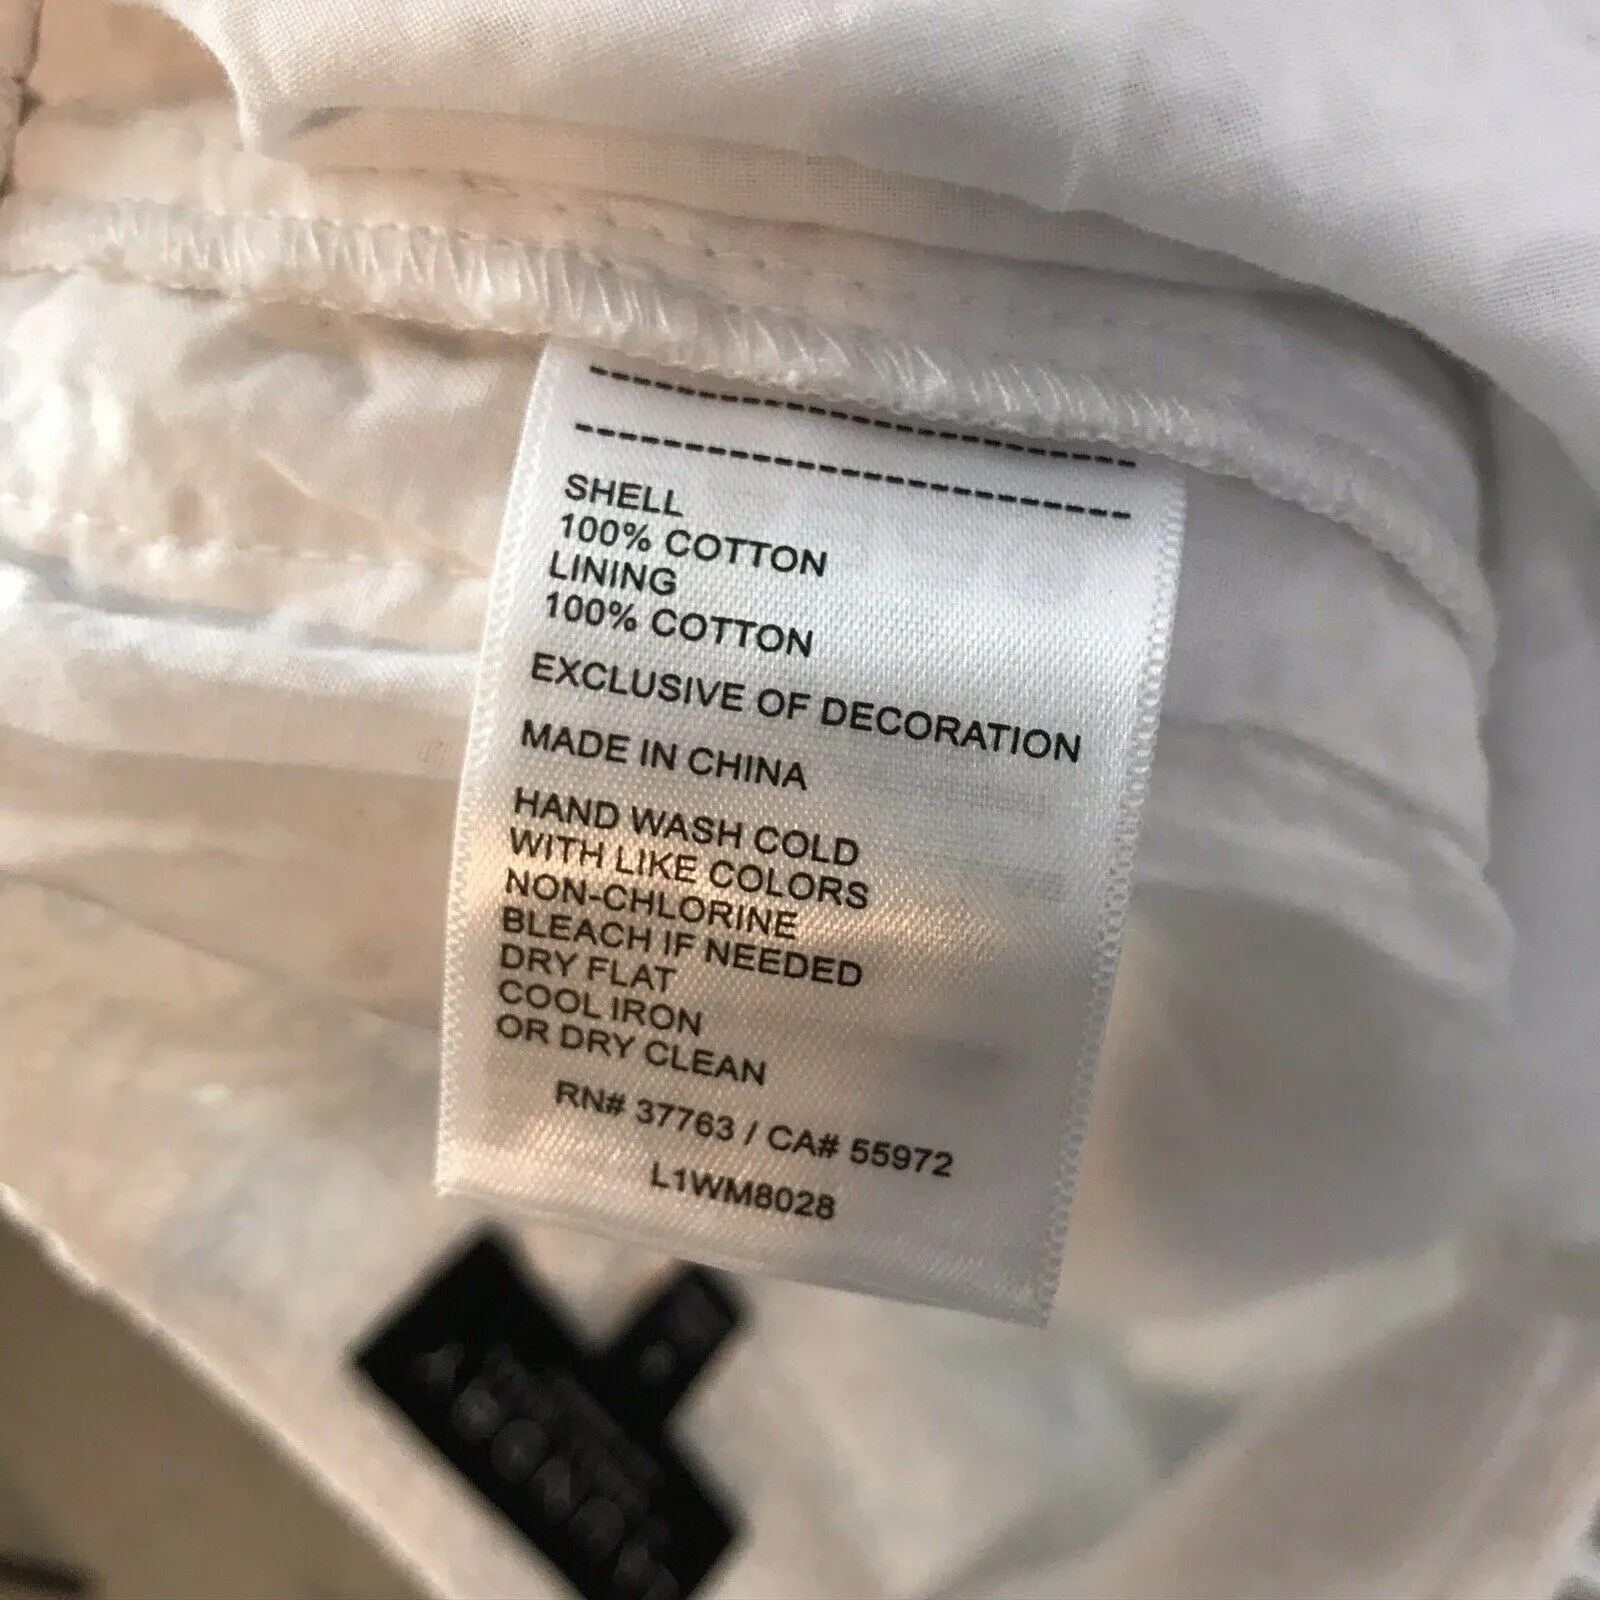 SHELL
100% COTTON
LINING
100% COTTON
EXCLUSIVE OF DECORATION
MADE IN CHINA
HAND WASH COLD
WITH LIKE COLORS
NON-CHLORINE
BLEACH IF NEEDED
DRY FLAT
COOL IRON
OR DRY CLEAN
RN# 37763 / CA# 55972
L1WM8028